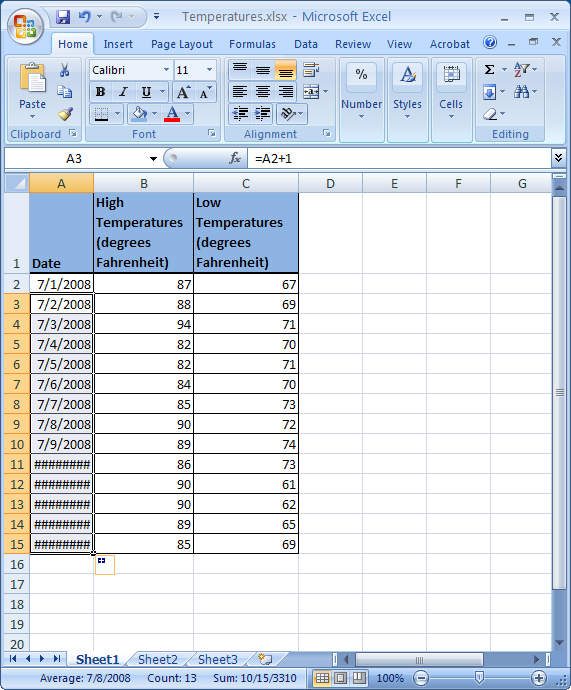 Temperatures.xlsx - Microsoft Excel
Home Insert Page Layout Formulas Data Review View Acrobat
Paste
Clipboard
Calibri 11
B I U A A
A
Font
Alignment
%
Number
A
Styles
Cells
Σ
Editing
A3 fx =A2+1
A B C D E F G
1 Date High Temperatures (degrees Fahrenheit) Low Temperatures (degrees Fahrenheit)
2 7/1/2008 87 67
3 7/2/2008 88 69
4 7/3/2008 94 71
5 7/4/2008 82 70
6 7/5/2008 82 71
7 7/6/2008 84 70
8 7/7/2008 85 73
9 7/8/2008 90 72
10 7/9/2008 89 74
11 ######## 86 73
12 ######## 90 61
13 ######## 90 62
14 ######## 89 65
15 ######## 85 69
16
17
18
19
20
Sheet1 Sheet2 Sheet3
Average: 7/8/2008 Count: 13 Sum: 10/15/3310 100%